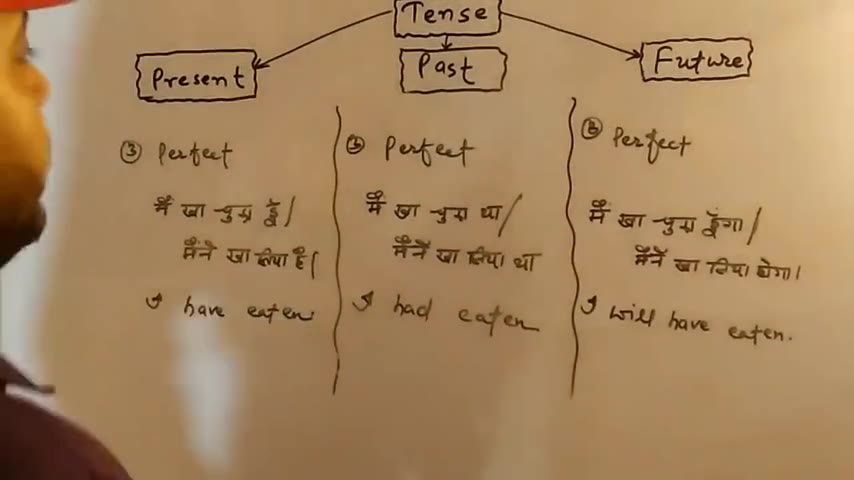 Tense
Present
Past
Future
③ Perfect
मैं खा चुका हूँ /
मैंने खा लिया है।
I have eaten
③ Perfect
मैं खा चुका था /
मैंने खा लिया था
I had eaten
③ Perfect
मैं खा चुका हूँगा /
मैंने खा लिया होगा।
I will have eaten.